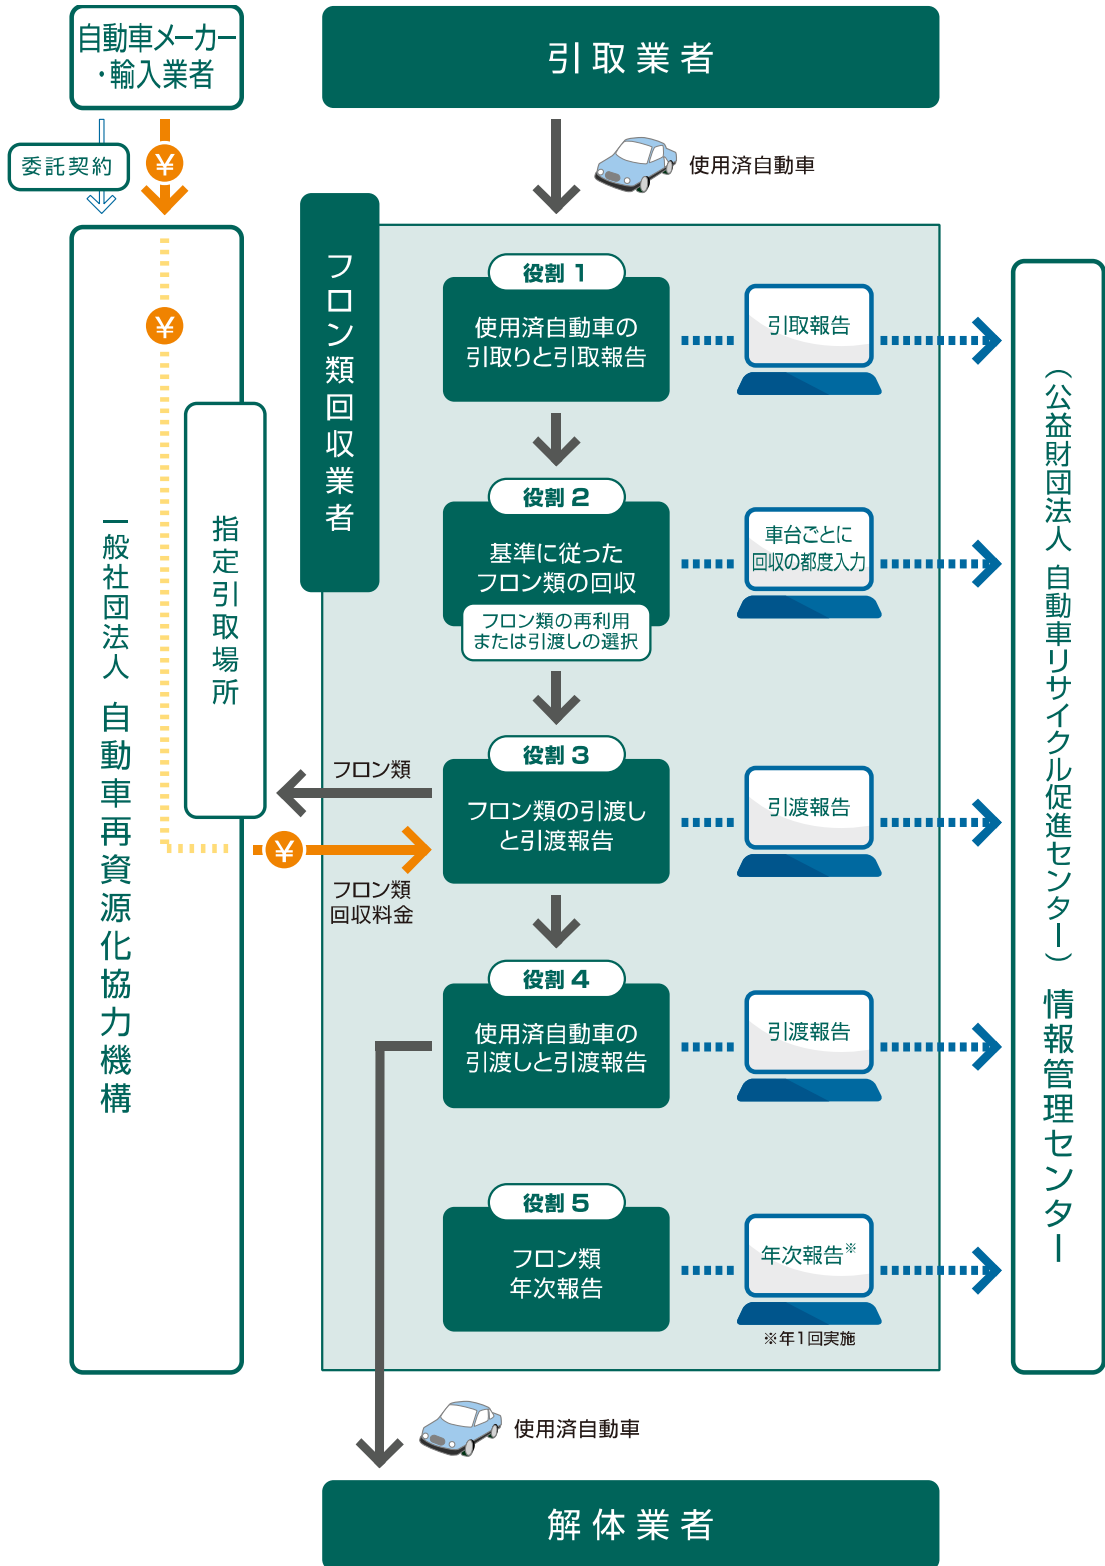 自動車メーカー
・輸入業者
委託契約
¥
¥
引取業者
使用済自動車
フロン類回収業者
役割 1
使用済自動車の
引取りと引取報告
引取報告
役割 2
基準に従った
フロン類の回収
フロン類の再利用
または引渡しの選択
車台ごとに
回収の都度入力
役割 3
フロン類の引渡し
と引渡報告
引渡報告
フロン類
¥
フロン類
回収料金
役割 4
使用済自動車の
引渡しと引渡報告
引渡報告
役割 5
フロン類
年次報告
年次報告※
※年1回実施
指定引取場所
一般社団法人 自動車再資源化協力機構
（公益財団法人 自動車リサイクル促進センター）情報管理センター
使用済自動車
解体業者